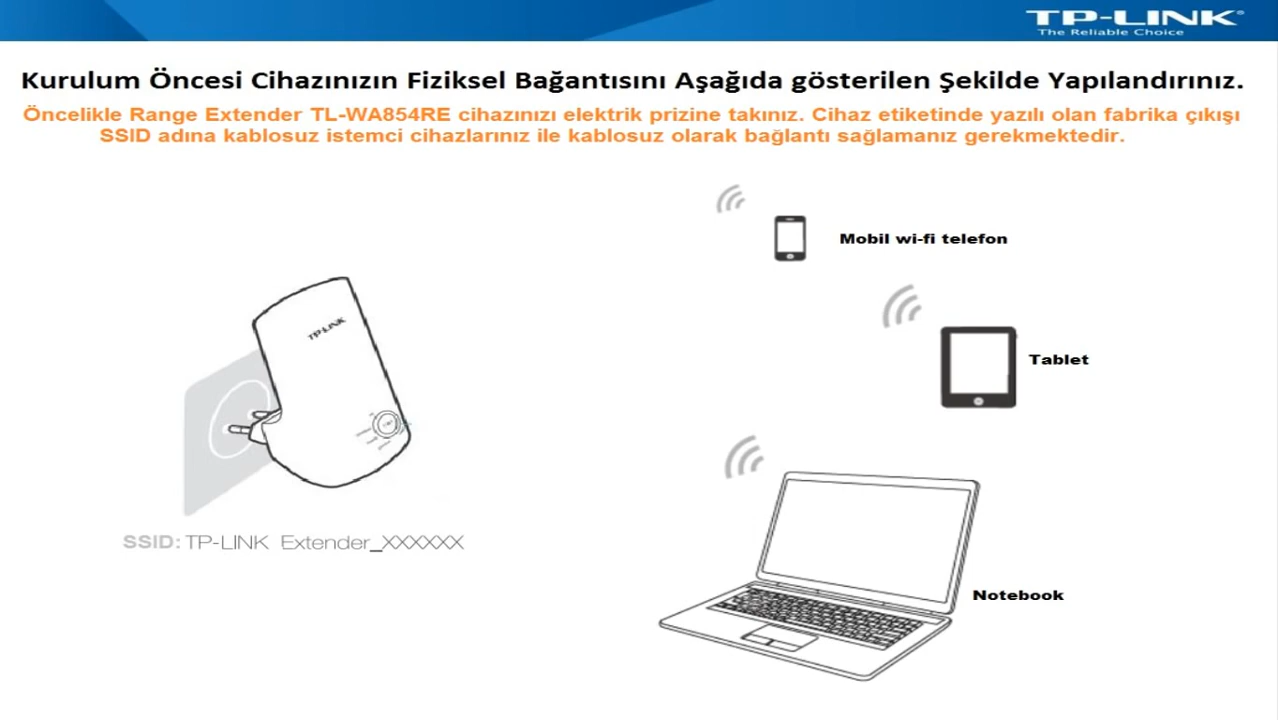 TP-LINK
The Reliable Choice
Kurulum Öncesi Cihazınızın Fiziksel Bağantısını Aşağıda gösterilen Şekilde Yapılandırınız.
Öncelikle Range Extender TL-WA854RE cihazınızı elektrik prizine takınız. Cihaz etiketinde yazılı olan fabrika çıkışı
SSID adına kablosuz istemci cihazlarınız ile kablosuz olarak bağlantı sağlamanız gerekmektedir.
Mobil wi-fi telefon
TP-LINK
Tablet
SSID: TP-LINK Extender_XXXXXX
Notebook